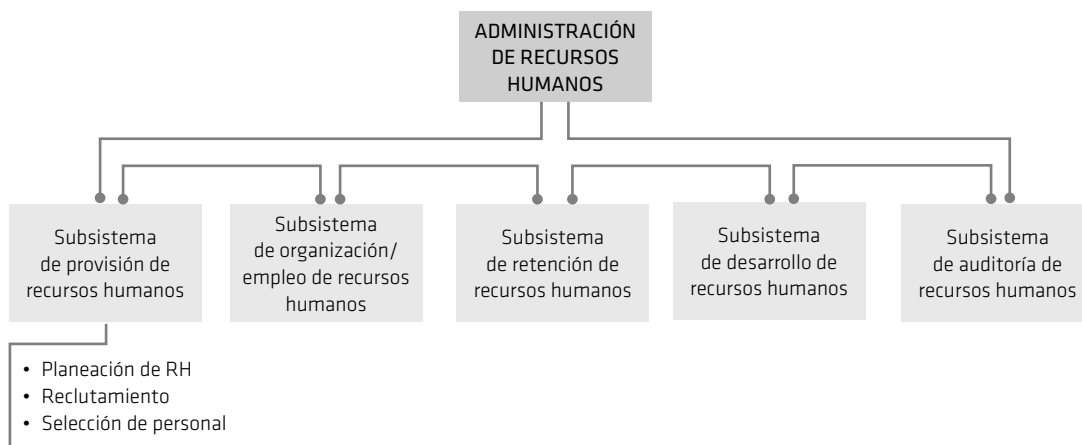 ADMINISTRACIÓN
DE RECURSOS
HUMANOS
Subsistema
de provisión de
recursos humanos
Subsistema
de organización/
empleo de recursos
humanos
Subsistema
de retención de
recursos humanos
Subsistema
de desarrollo de
recursos humanos
Subsistema
de auditoría de
recursos humanos
• Planeación de RH
• Reclutamiento
• Selección de personal